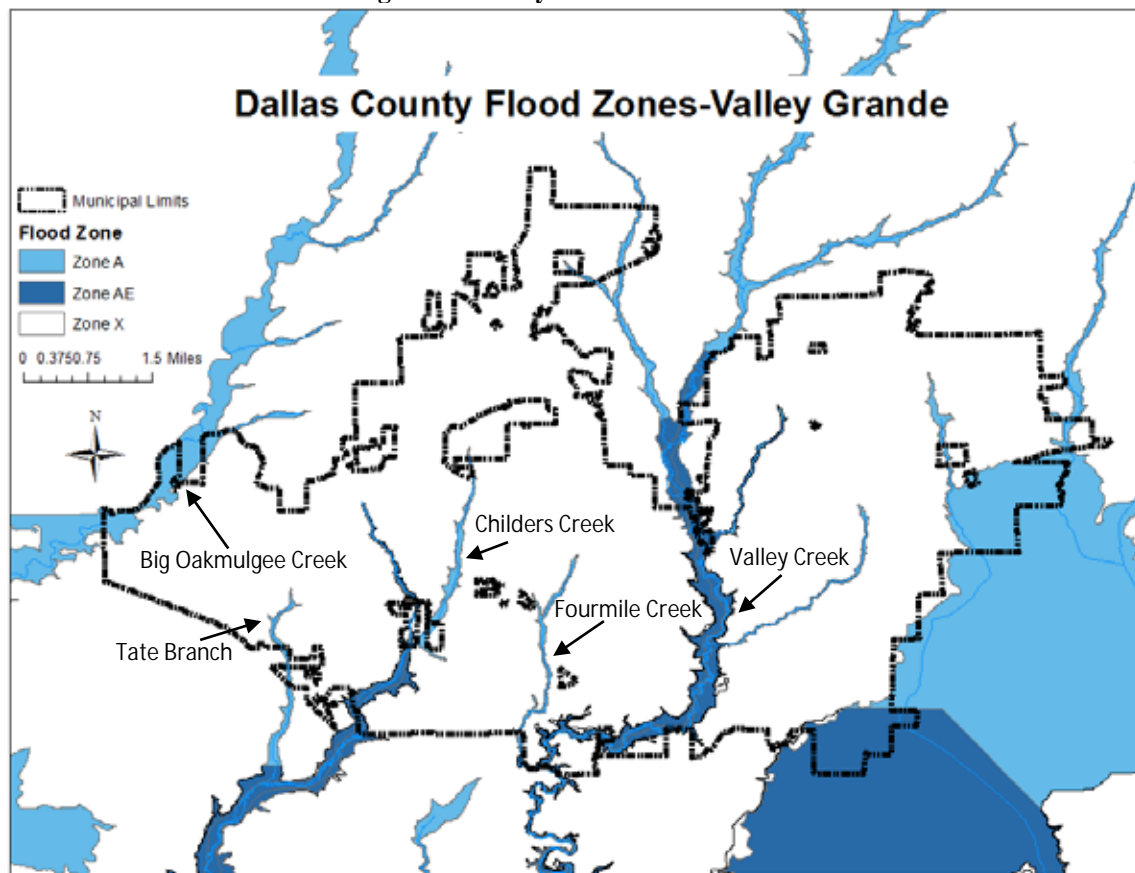 Dallas County Flood Zones-Valley Grande
Municipal Limits
Flood Zone
Zone A
Zone AE
Zone X
0 0.3750.75 1.5 Miles
N
Big Oakmulgee Creek
Childers Creek
Valley Creek
Fourmile Creek
Tate Branch